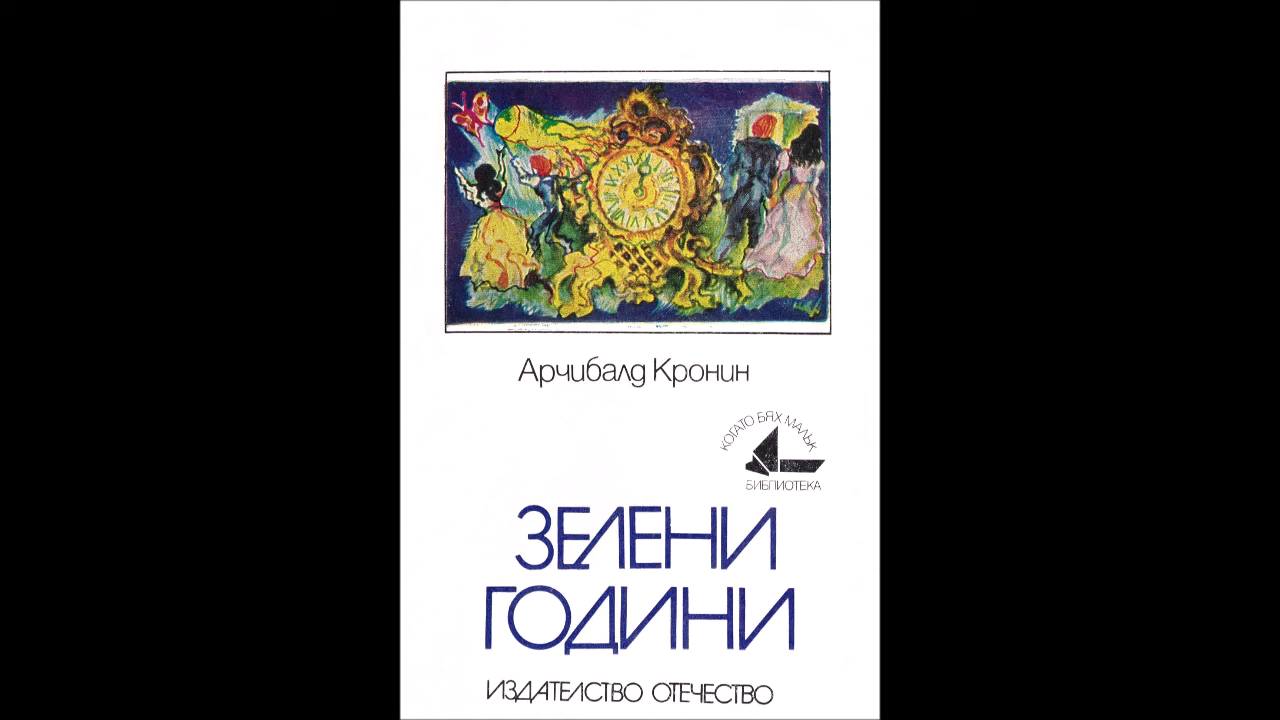 Арчибалд Кронин
КОГАТО БЯХ МАЛЪК
БИБЛИОТЕКА
ЗЕЛЕНИ
ГОДИНИ
ИЗДАТЕЛСТВО ОТЕЧЕСТВО